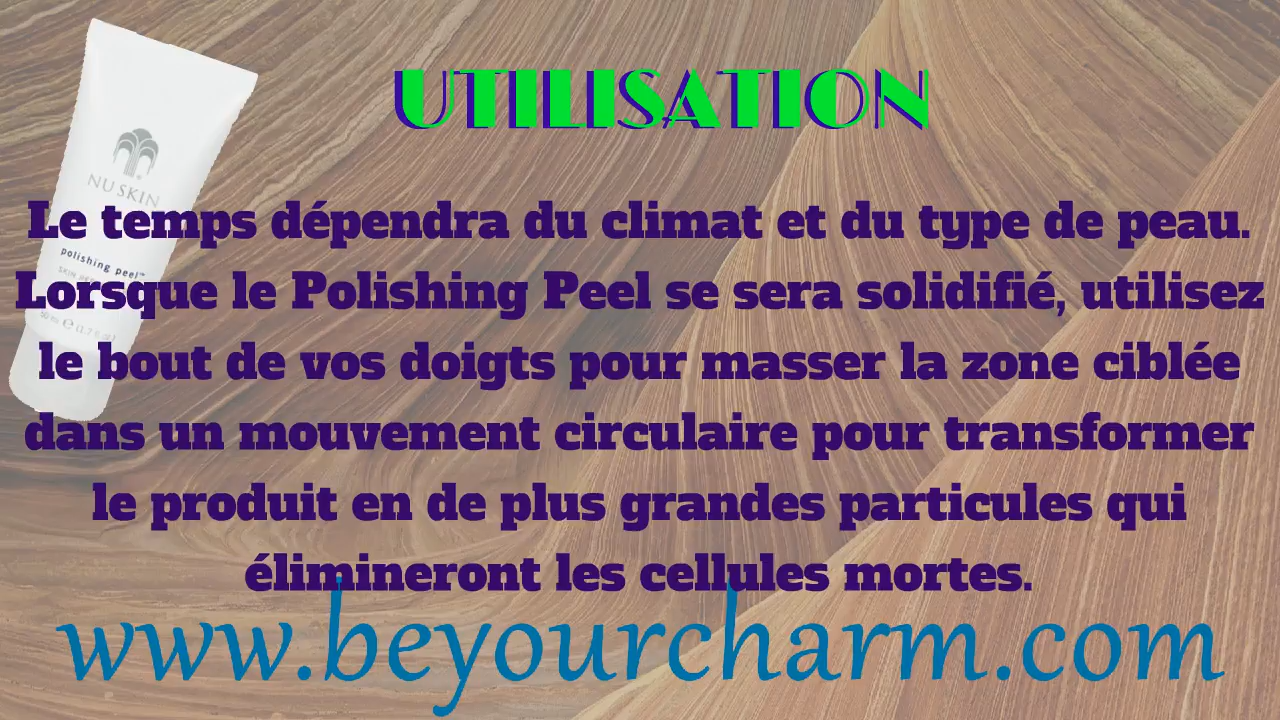 UTILISATION
NU SKIN
polishing peel™
Le temps dépendra du climat et du type de peau.
Lorsque le Polishing Peel se sera solidifié, utilisez
le bout de vos doigts pour masser la zone ciblée
dans un mouvement circulaire pour transformer
le produit en de plus grandes particules qui
élimineront les cellules mortes.
www.beyourcharm.com